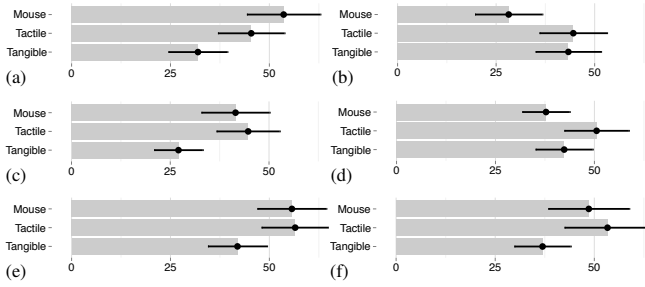 Mouse
Tactile
Tangible
(a) 0 25 50
Mouse
Tactile
Tangible
(b) 0 25 50
Mouse
Tactile
Tangible
(c) 0 25 50
Mouse
Tactile
Tangible
(d) 0 25 50
Mouse
Tactile
Tangible
(e) 0 25 50
Mouse
Tactile
Tangible
(f) 0 25 50